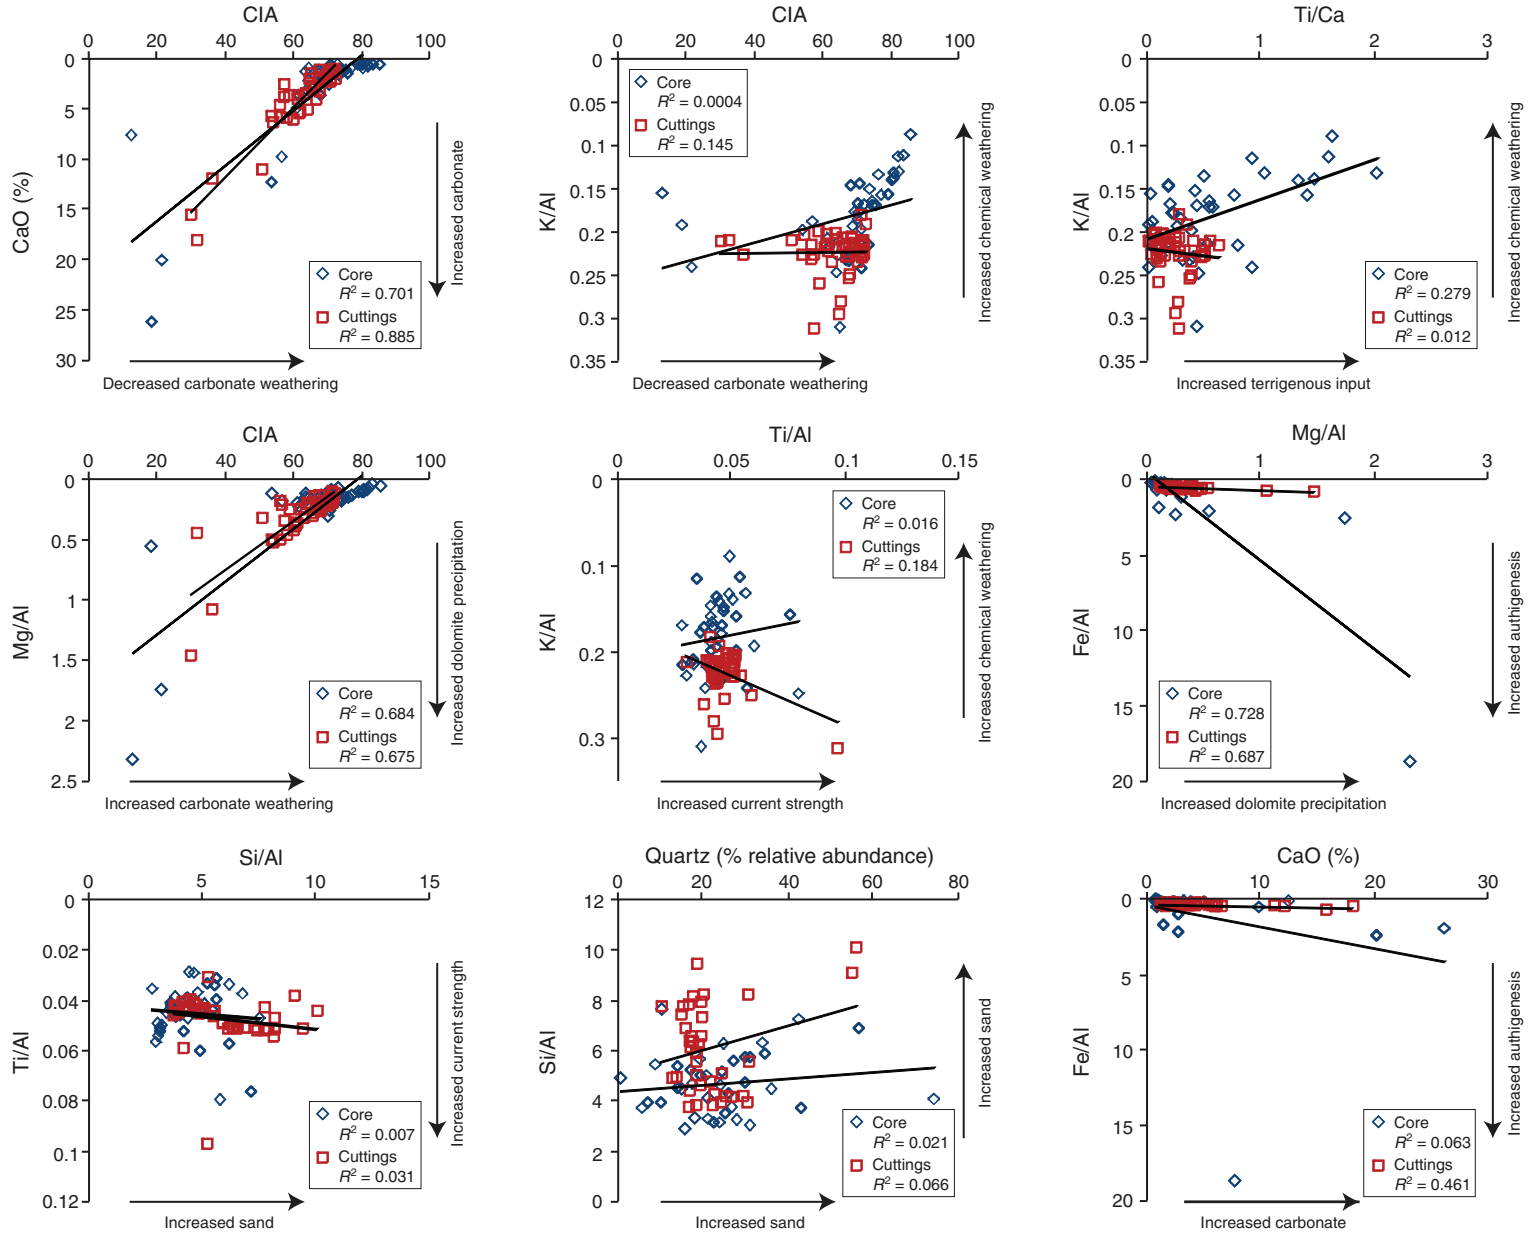 CIA
0 20 40 60 80 100
CaO (%)
0
5
10
15
20
25
30
Core
R² = 0.701
Cuttings
R² = 0.885
Increased carbonate
Decreased carbonate weathering
CIA
0 20 40 60 80 100
K/Al
0
0.05
0.1
0.15
0.2
0.25
0.3
0.35
Core
R² = 0.0004
Cuttings
R² = 0.145
Increased chemical weathering
Decreased carbonate weathering
Ti/Ca
0 1 2 3
K/Al
0
0.05
0.1
0.15
0.2
0.25
0.3
0.35
Core
R² = 0.279
Cuttings
R² = 0.012
Increased chemical weathering
Increased terrigenous input
CIA
0 20 40 60 80 100
Mg/Al
0
0.5
1
1.5
2
2.5
Core
R² = 0.684
Cuttings
R² = 0.675
Increased dolomite precipitation
Increased carbonate weathering
Ti/Al
0 0.05 0.1 0.15
K/Al
0
0.1
0.2
0.3
Core
R² = 0.016
Cuttings
R² = 0.184
Increased chemical weathering
Increased current strength
Mg/Al
0 1 2 3
Fe/Al
0
5
10
15
20
Core
R² = 0.728
Cuttings
R² = 0.687
Increased authigenesis
Increased dolomite precipitation
Si/Al
0 5 10 15
Ti/Al
0
0.02
0.04
0.06
0.08
0.1
0.12
Core
R² = 0.007
Cuttings
R² = 0.031
Increased current strength
Increased sand
Quartz (% relative abundance)
0 20 40 60 80
Si/Al
12
10
8
6
4
2
0
Core
R² = 0.021
Cuttings
R² = 0.066
Increased sand
Increased sand
CaO (%)
0 10 20 30
Fe/Al
0
5
10
15
20
Core
R² = 0.063
Cuttings
R² = 0.461
Increased authigenesis
Increased carbonate